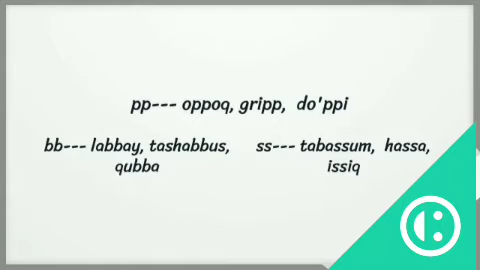 pp--- oppoq, gripp, do'ppi
bb--- labbay, tashabbus,
qubba
ss--- tabassum, hassa,
issiq